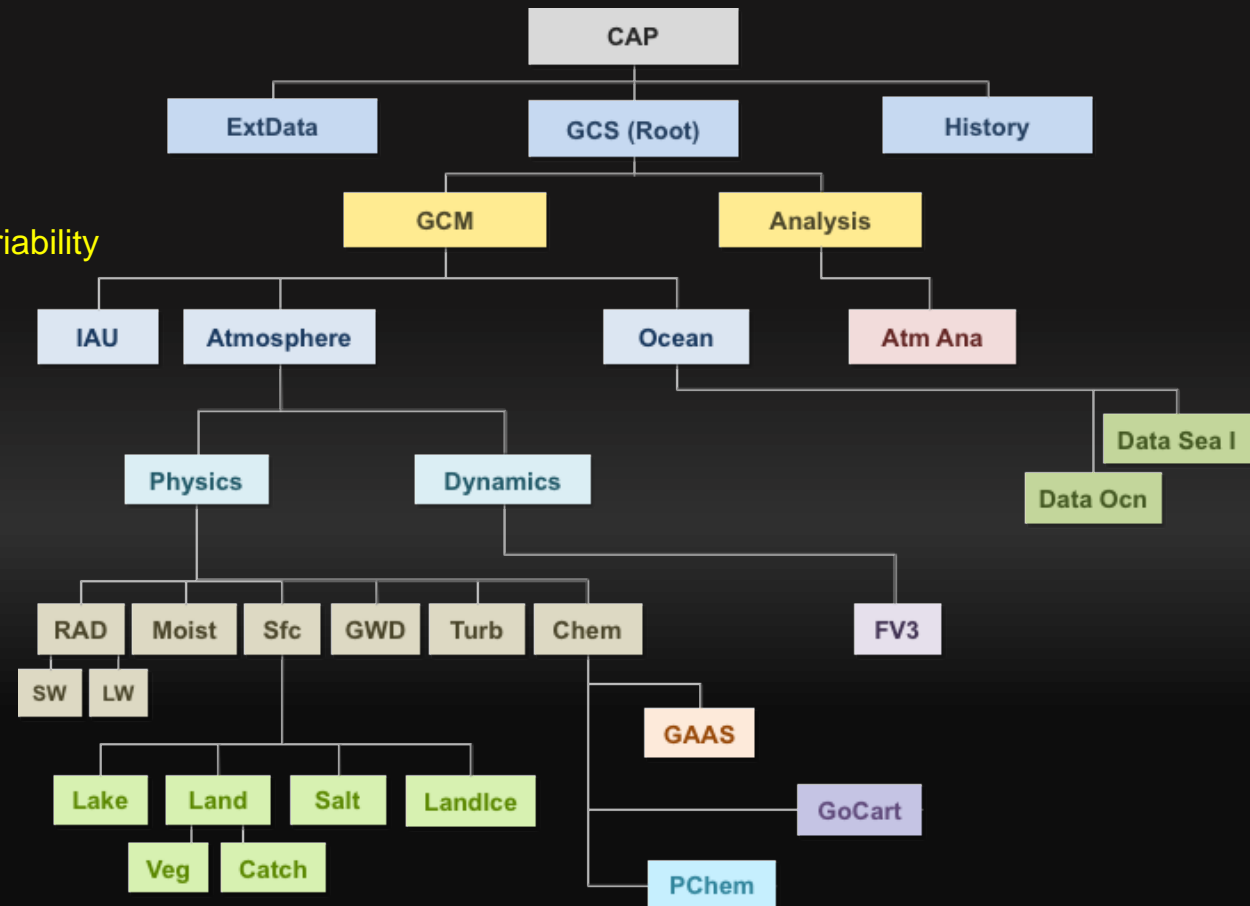 CAP
ExtData
GCS (Root)
History
GCM
Analysis
riability
IAU
Atmosphere
Ocean
Atm Ana
Data Sea I
Physics
Dynamics
Data Ocn
RAD
Moist
Sfc
GWD
Turb
Chem
FV3
SW
LW
GAAS
Lake
Land
Salt
LandIce
GoCart
Veg
Catch
PChem